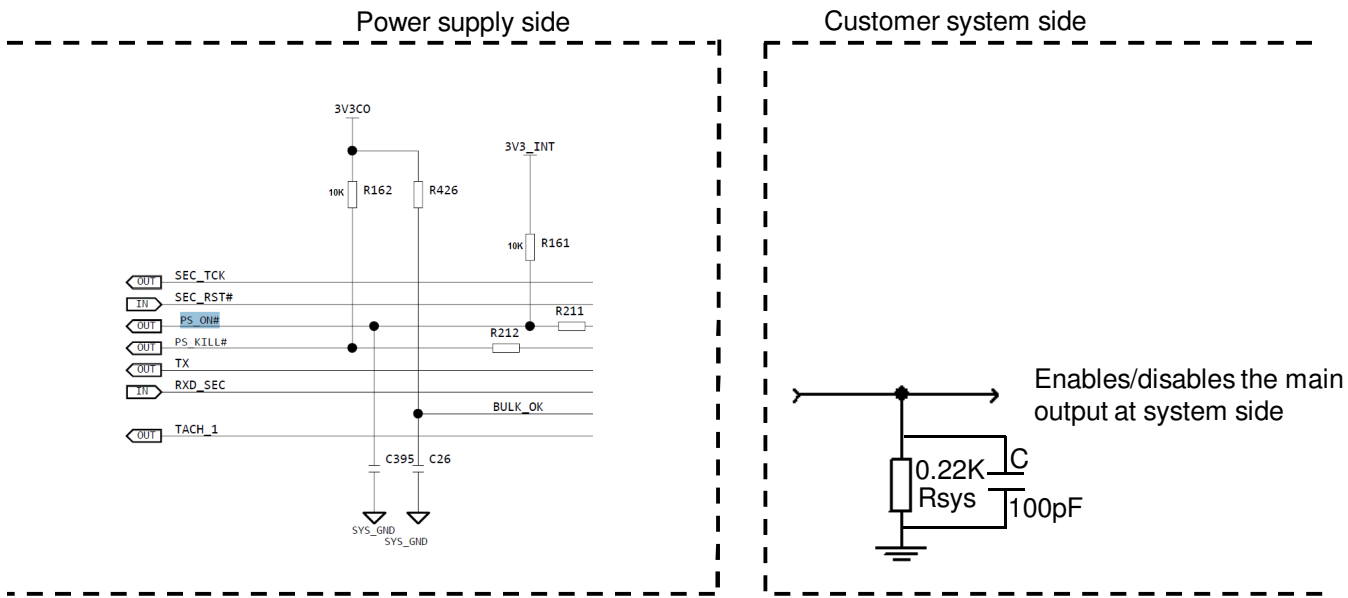 Power supply side
Customer system side
3V3CO
3V3_INT
10K R162
R426
10K R161
OUT SEC_TCK
IN SEC_RST#
OUT PS_ON#
R211
OUT PS_KILL#
R212
OUT TX
IN RXD_SEC
BULK_OK
OUT TACH_1
C395 C26
SYS_GND
SYS_GND
Enables/disables the main
output at system side
0.22K
Rsys
C
100pF